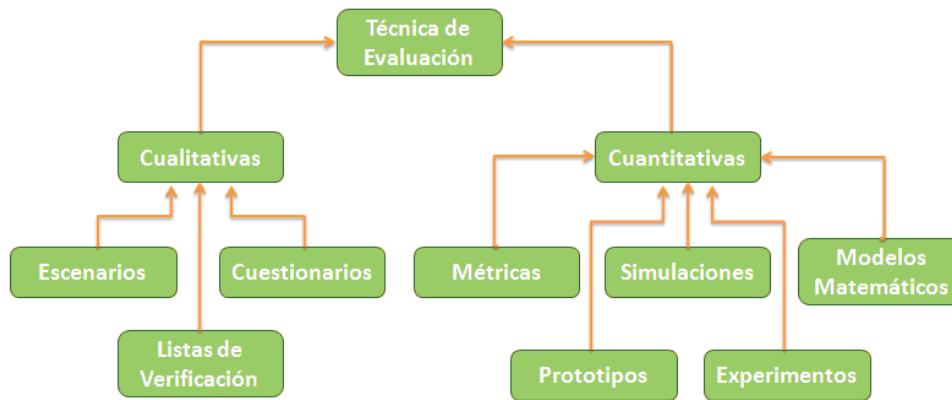 Técnica de
Evaluación
Cualitativas
Cuantitativas
Escenarios
Cuestionarios
Métricas
Simulaciones
Modelos
Matemáticos
Listas de
Verificación
Prototipos
Experimentos